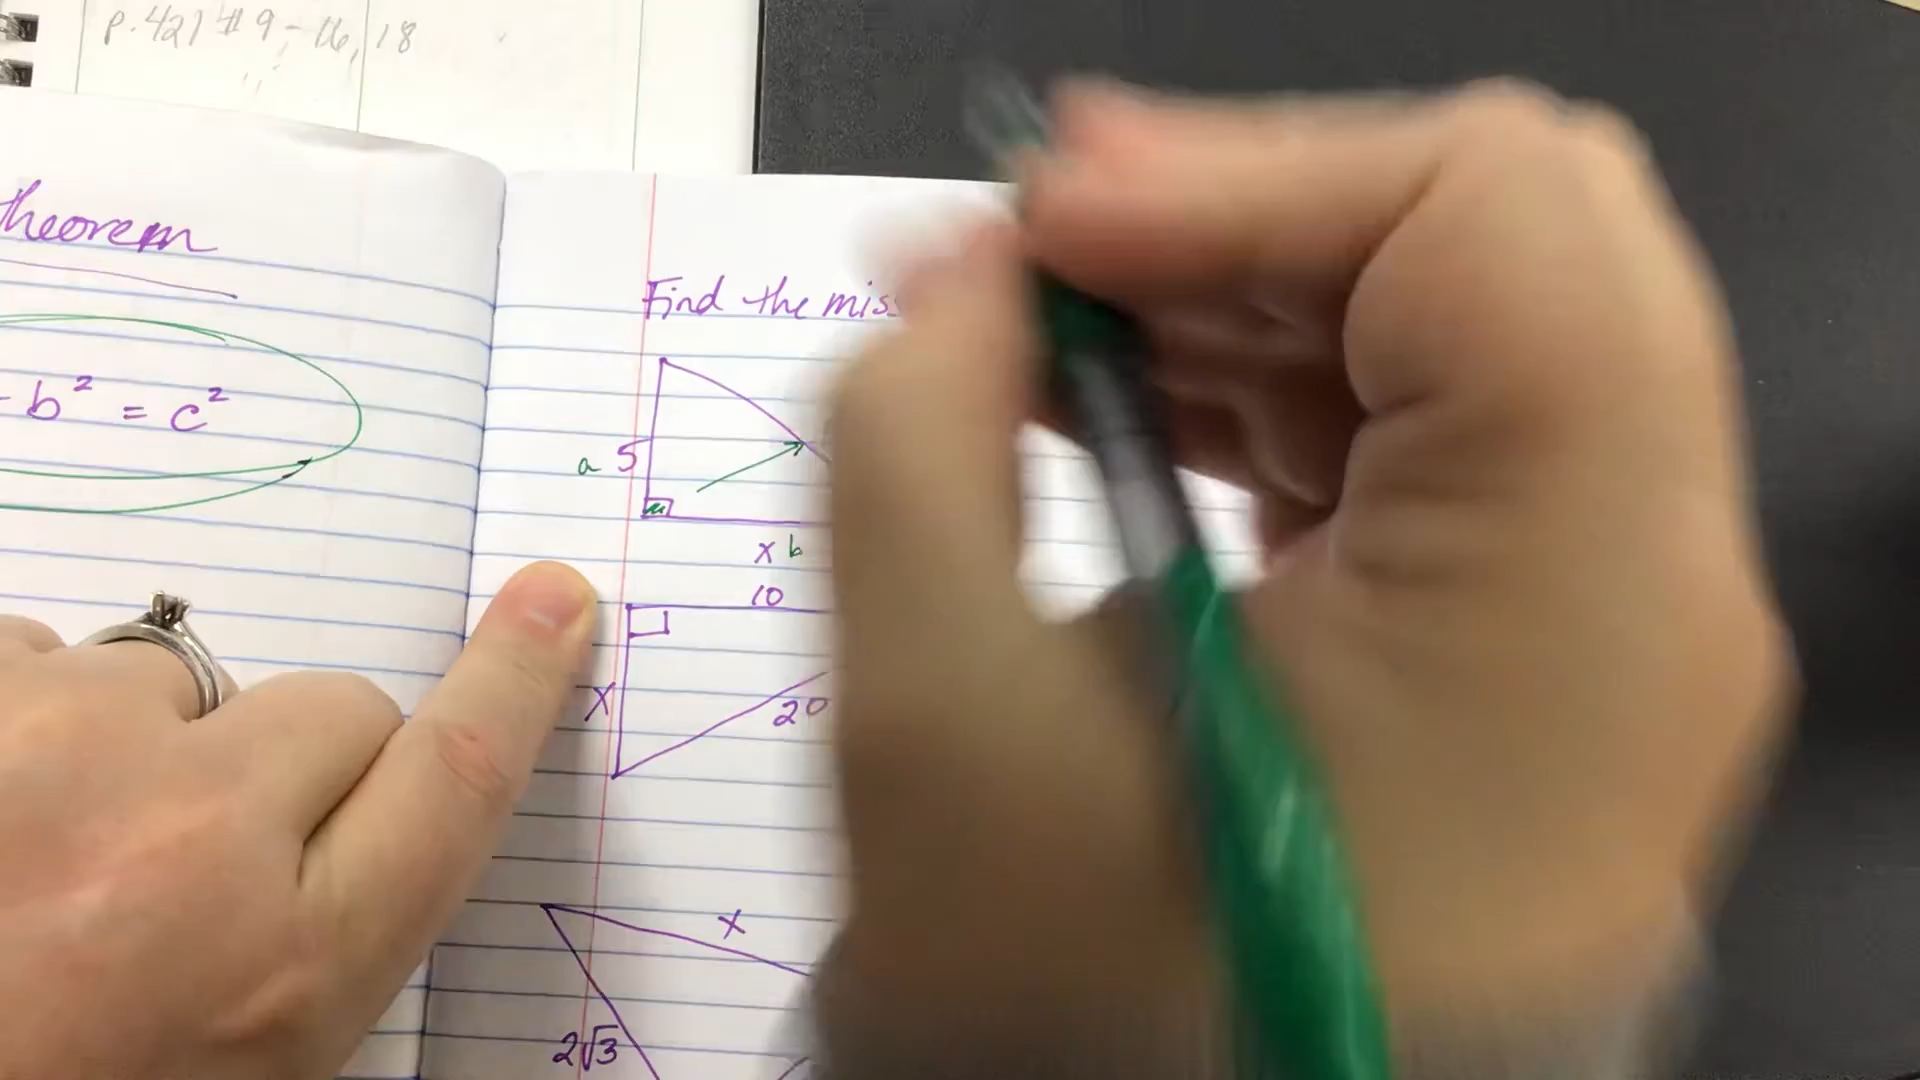 p.421 #9-16, 18
theorem
- b² = c²
Find the mis
a 5
x b
10
x
20
x
2√3